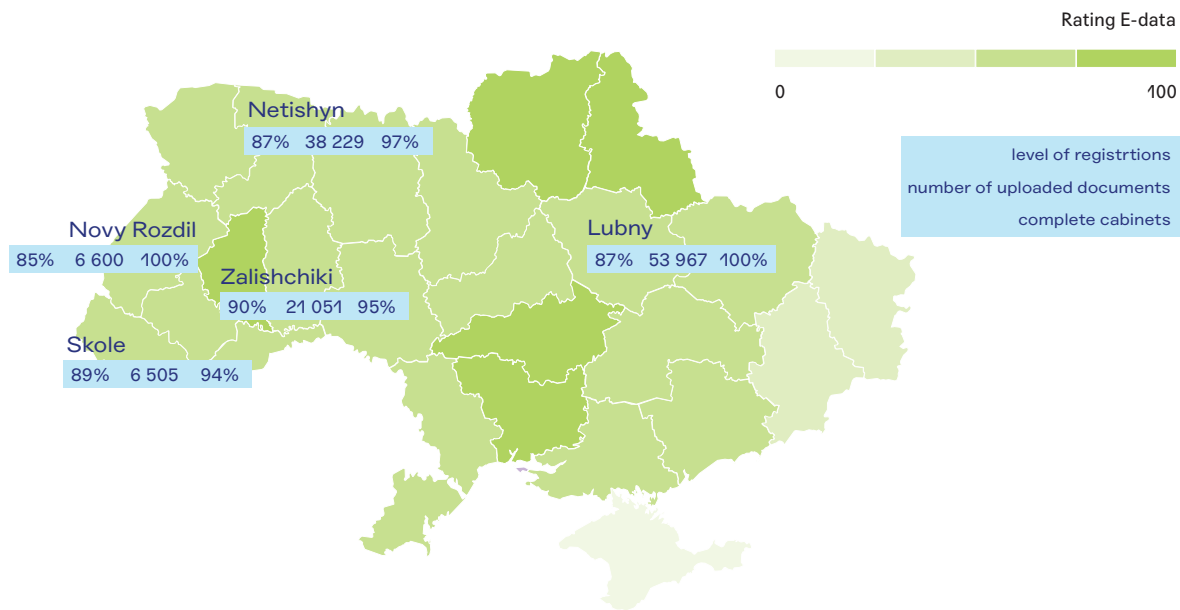 Rating E-data
0 100
level of registrtions
number of uploaded documents
complete cabinets
Netishyn
87% 38 229 97%
Novy Rozdil
85% 6 600 100%
Lubny
87% 53 967 100%
Zalishchiki
90% 21 051 95%
Skole
89% 6 505 94%